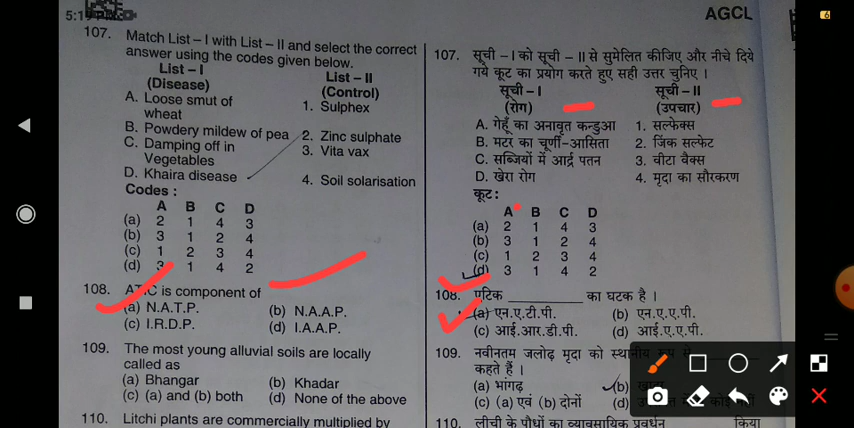 AGCL
107. Match List – I with List – II and select the correct
answer using the codes given below.
List – I
(Disease)
List – II
(Control)
A. Loose smut of
wheat
1. Sulphex
B. Powdery mildew of pea
2. Zinc sulphate
C. Damping off in
Vegetables
3. Vita vax
D. Khaira disease
4. Soil solarisation
Codes :
A B C D
(a) 2 1 4 3
(b) 3 1 2 4
(c) 1 2 3 4
(d) 3 1 4 2
108. ATIC is component of
(a) N.A.T.P. (b) N.A.A.P.
(c) I.R.D.P. (d) I.A.A.P.
109. The most young alluvial soils are locally
called as
(a) Bhangar (b) Khadar
(c) (a) and (b) both (d) None of the above
110. Litchi plants are commercially multiplied by
107. सूची – I को सूची – II से सुमेलित कीजिए और नीचे दिये
गये कूट का प्रयोग करते हुए सही उत्तर चुनिए ।
सूची – I
(रोग)
सूची – II
(उपचार)
A. गेहूँ का अनावृत कन्डुआ 1. सल्फेक्स
B. मटर का चूर्णी-आसिता 2. जिंक सल्फेट
C. सब्जियों में आर्द्र पतन 3. वीटा वैक्स
D. खेरा रोग 4. मृदा का सौरकरण
कूट :
A B C D
(a) 2 1 4 3
(b) 3 1 2 4
(c) 1 2 3 4
(d) 3 1 4 2
108. एटिक ________ का घटक है ।
(a) एन.ए.टी.पी. (b) एन.ए.ए.पी.
(c) आई.आर.डी.पी. (d) आई.ए.ए.पी.
109. नवीनतम जलोढ़ मृदा को स्थानीय
कहते हैं ।
(a) भांगढ़ (b)
(c) (a) एवं (b) दोनों (d)
110. लीची के पौधों का व्यावसायिक प्रवर्धन किया